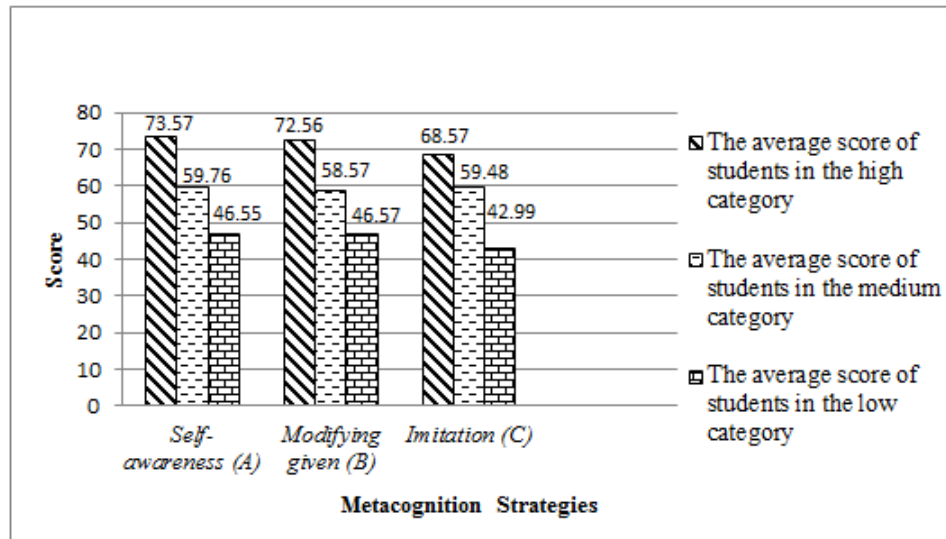 80
70
60
50
40
30
20
10
0
Score
73.57
59.76
46.55
72.56
58.57
46.57
68.57
59.48
42.99
Self-
awareness (A)
Modifying
given (B)
Imitation (C)
Metacognition Strategies
The average score of
students in the high
category
The average score of
students in the medium
category
The average score of
students in the low
category